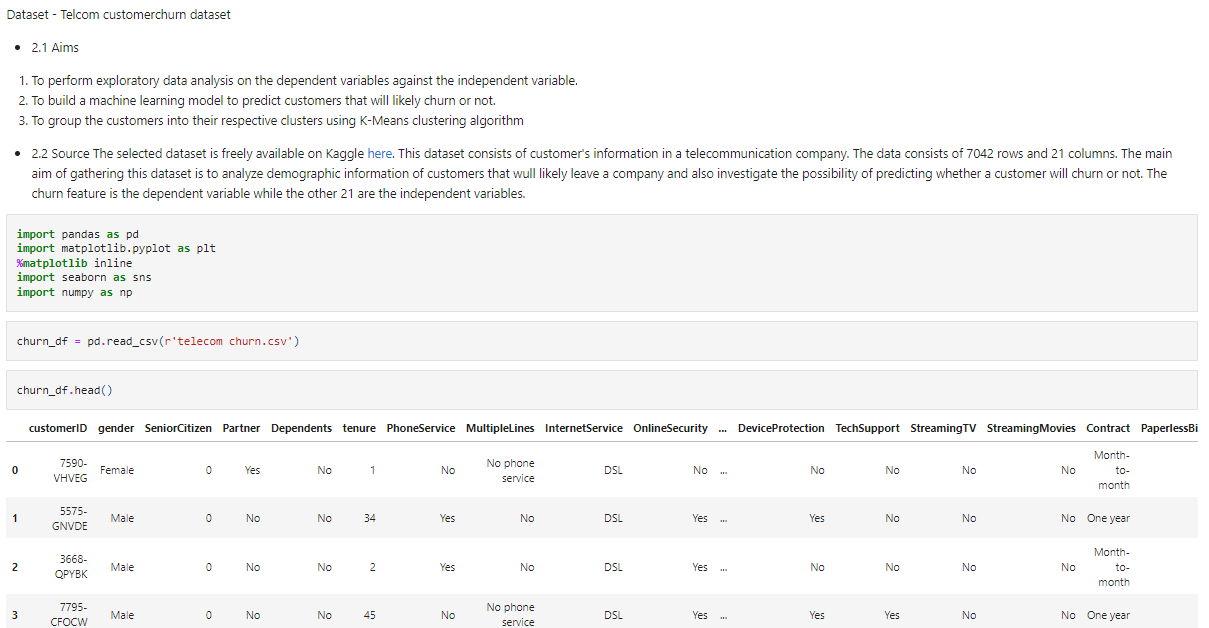 Dataset - Telcom customerchurn dataset
2.1 Aims
1. To perform exploratory data analysis on the dependent variables against the independent variable.
2. To build a machine learning model to predict customers that will likely churn or not.
3. To group the customers into their respective clusters using K-Means clustering algorithm
2.2 Source The selected dataset is freely available on Kaggle here. This dataset consists of customer's information in a telecommunication company. The data consists of 7042 rows and 21 columns. The main
aim of gathering this dataset is to analyze demographic information of customers that wull likely leave a company and also investigate the possibility of predicting whether a customer will churn or not. The
churn feature is the dependent variable while the other 21 are the independent variables.
import pandas as pd
import matplotlib.pyplot as plt
%matplotlib inline
import seaborn as sns
import numpy as np
churn_df = pd.read_csv(r'telecom churn.csv')
churn_df.head()
customerID gender SeniorCitizen Partner Dependents tenure PhoneService MultipleLines InternetService OnlineSecurity ... DeviceProtection TechSupport StreamingTV StreamingMovies Contract PaperlessBi
0 7590-VHVEG Female 0 Yes No 1 No No phone service DSL No ... No No No No Month-to-month
1 5575-GNVDE Male 0 No No 34 Yes No DSL Yes ... Yes No No No One year
2 3668-QPYBK Male 0 No No 2 Yes No DSL Yes ... No No No No Month-to-month
3 7795-CFOCW Male 0 No No 45 No No phone service DSL Yes ... Yes Yes No No One year